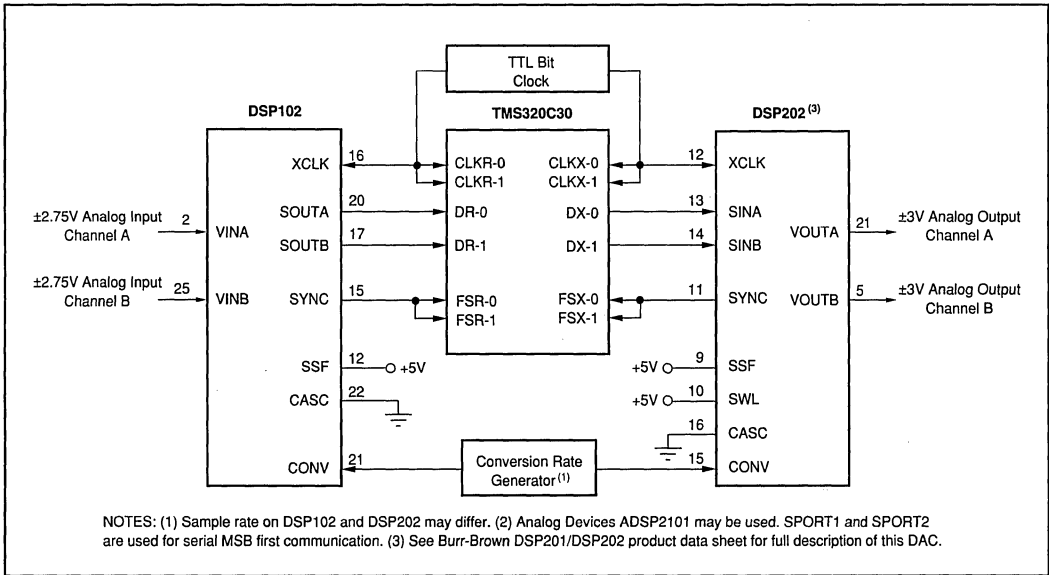 TTL Bit
Clock
DSP102
TMS320C30
DSP202 (3)
XCLK
16
CLKR-0
CLKX-0
12
XCLK
CLKR-1
CLKX-1
±2.75V Analog Input
Channel A
2
VINA
SOUTA
20
DR-0
DX-0
13
SINA
VOUTA
21
±3V Analog Output
Channel A
SOUTB
17
DR-1
DX-1
14
SINB
±2.75V Analog Input
Channel B
25
VINB
SYNC
15
FSR-0
FSX-0
11
SYNC
VOUTB
5
±3V Analog Output
Channel B
FSR-1
FSX-1
SSF
12
+5V
+5V
9
SSF
CASC
22
+5V
10
SWL
16
CASC
CONV
21
Conversion Rate
Generator(1)
15
CONV
NOTES: (1) Sample rate on DSP102 and DSP202 may differ. (2) Analog Devices ADSP2101 may be used. SPORT1 and SPORT2
are used for serial MSB first communication. (3) See Burr-Brown DSP201/DSP202 product data sheet for full description of this DAC.